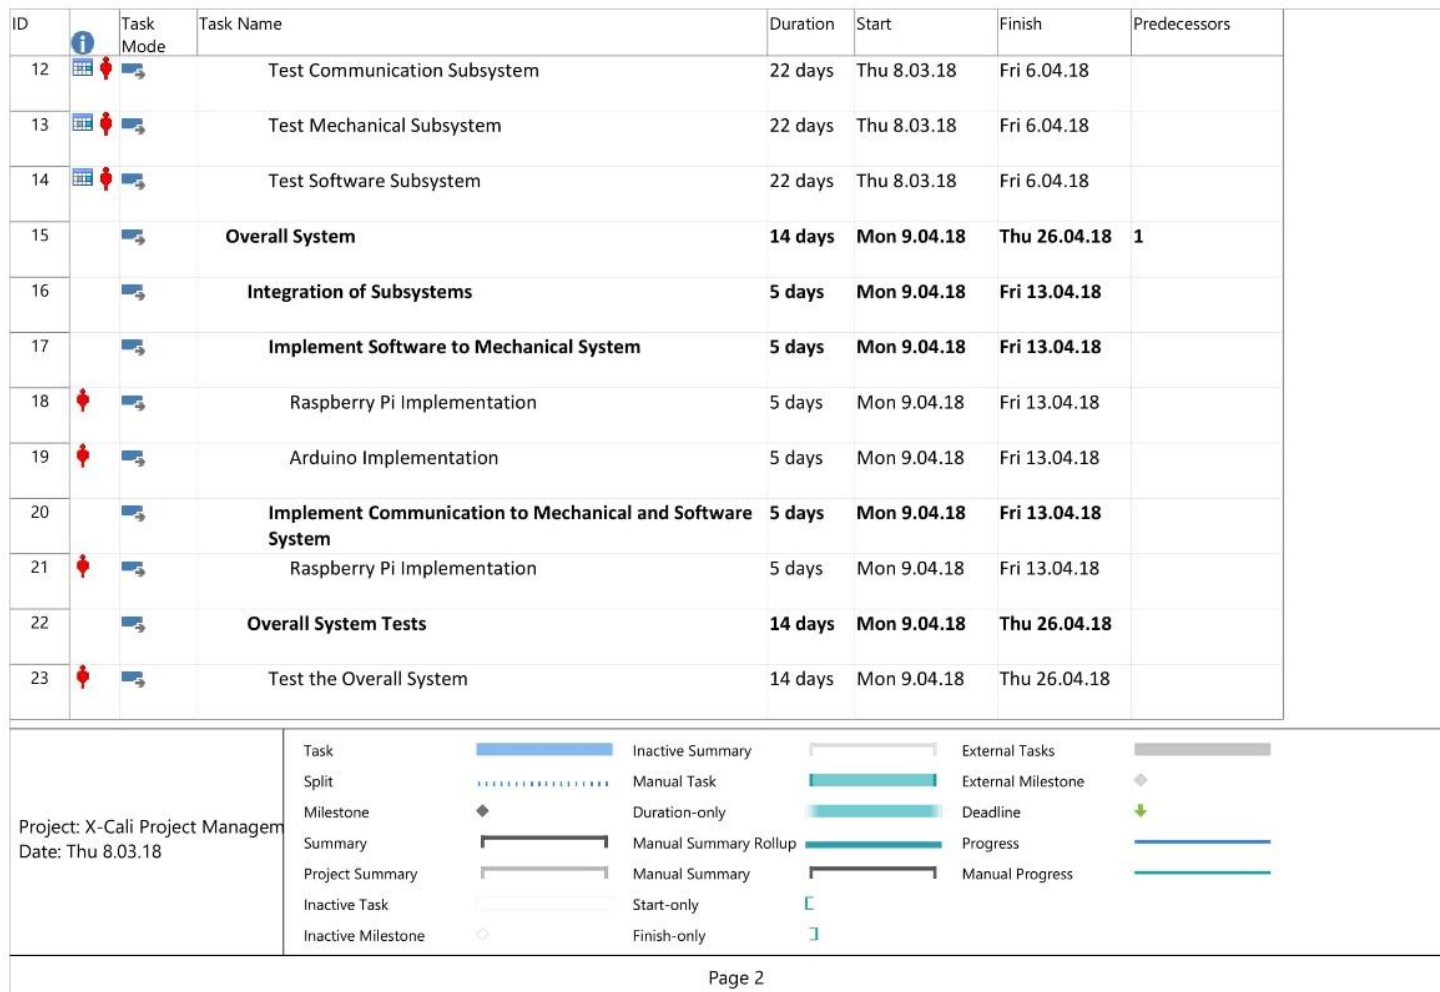 ID Task Mode Task Name Duration Start Finish Predecessors
12 Test Communication Subsystem 22 days Thu 8.03.18 Fri 6.04.18
13 Test Mechanical Subsystem 22 days Thu 8.03.18 Fri 6.04.18
14 Test Software Subsystem 22 days Thu 8.03.18 Fri 6.04.18
15 Overall System 14 days Mon 9.04.18 Thu 26.04.18 1
16 Integration of Subsystems 5 days Mon 9.04.18 Fri 13.04.18
17 Implement Software to Mechanical System 5 days Mon 9.04.18 Fri 13.04.18
18 Raspberry Pi Implementation 5 days Mon 9.04.18 Fri 13.04.18
19 Arduino Implementation 5 days Mon 9.04.18 Fri 13.04.18
20 Implement Communication to Mechanical and Software 5 days Mon 9.04.18 Fri 13.04.18
System
21 Raspberry Pi Implementation 5 days Mon 9.04.18 Fri 13.04.18
22 Overall System Tests 14 days Mon 9.04.18 Thu 26.04.18
23 Test the Overall System 14 days Mon 9.04.18 Thu 26.04.18
Project: X-Cali Project Managem
Date: Thu 8.03.18
Task Inactive Summary External Tasks
Split Manual Task External Milestone
Milestone Duration-only Deadline
Summary Manual Summary Rollup Progress
Project Summary Manual Summary Manual Progress
Inactive Task Start-only
Inactive Milestone Finish-only
Page 2